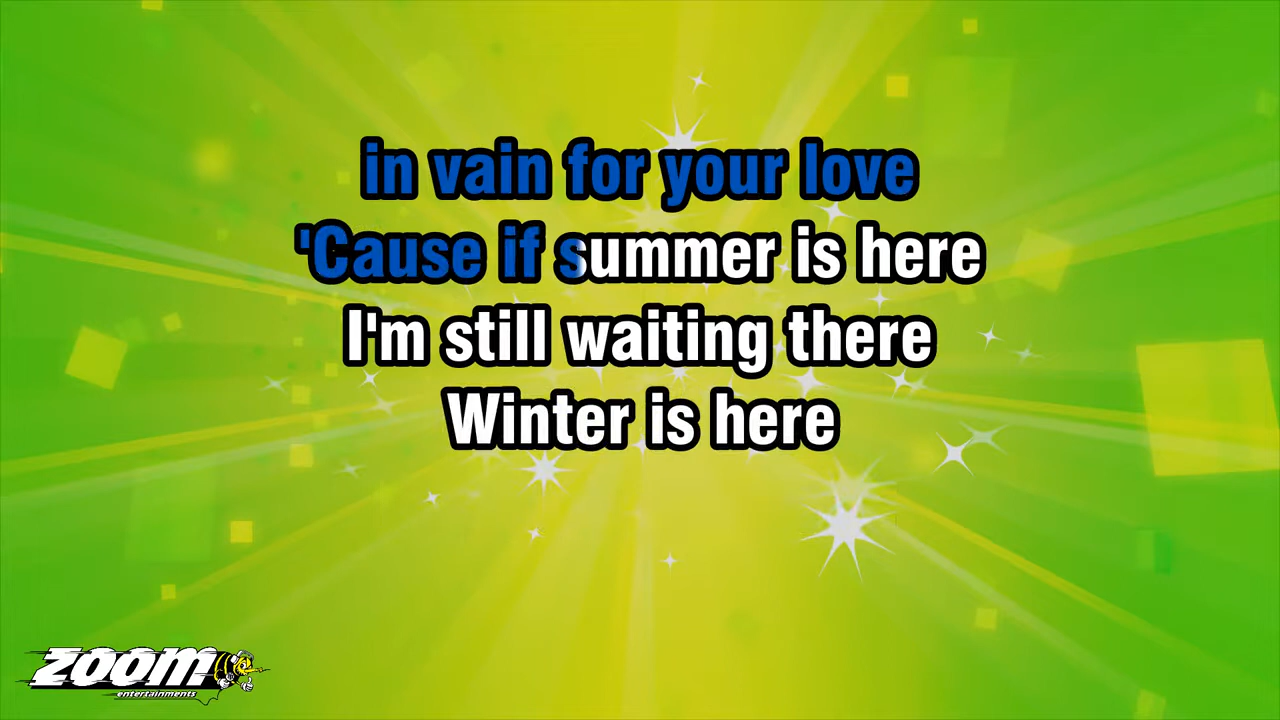 in vain for your love
'Cause if summer is here
I'm still waiting there
Winter is here
ZOOM
entertainments